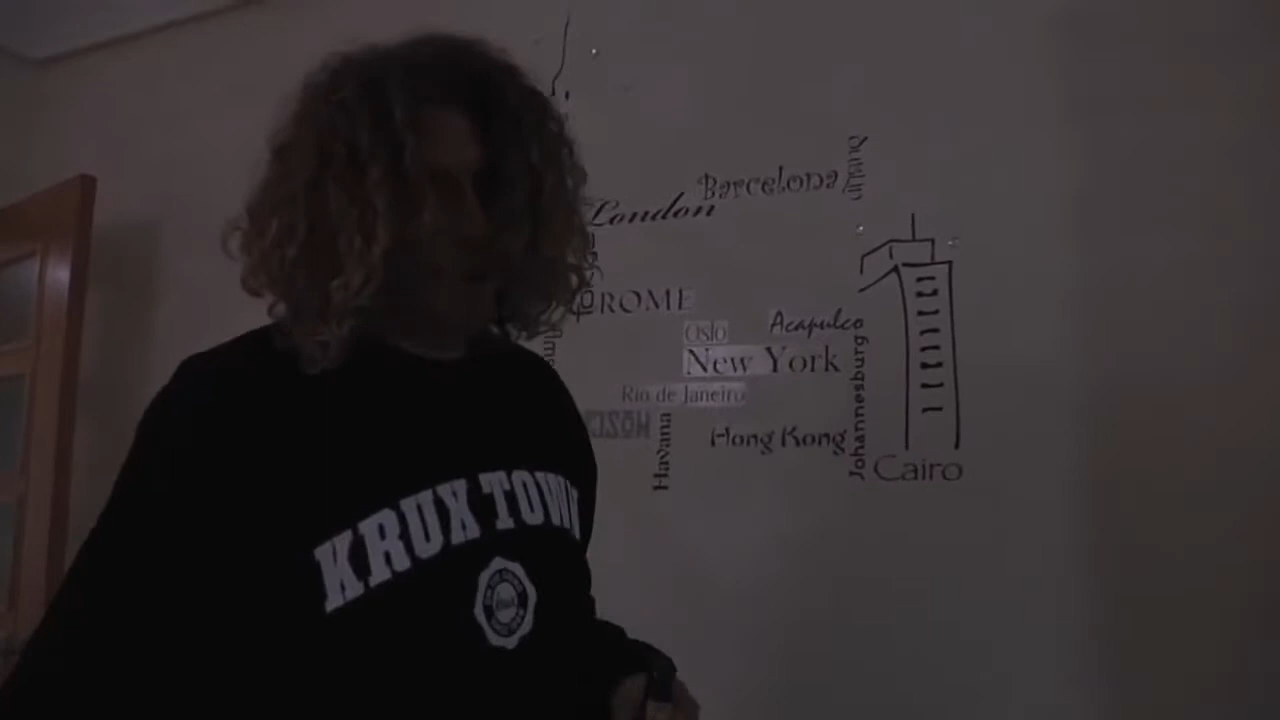 Barcelona
London
ROME
Oslo
Acapulco
New York
Rio de Janeiro
Johannesburg
Havana
Hong Kong
Cairo
KRUX TOWN